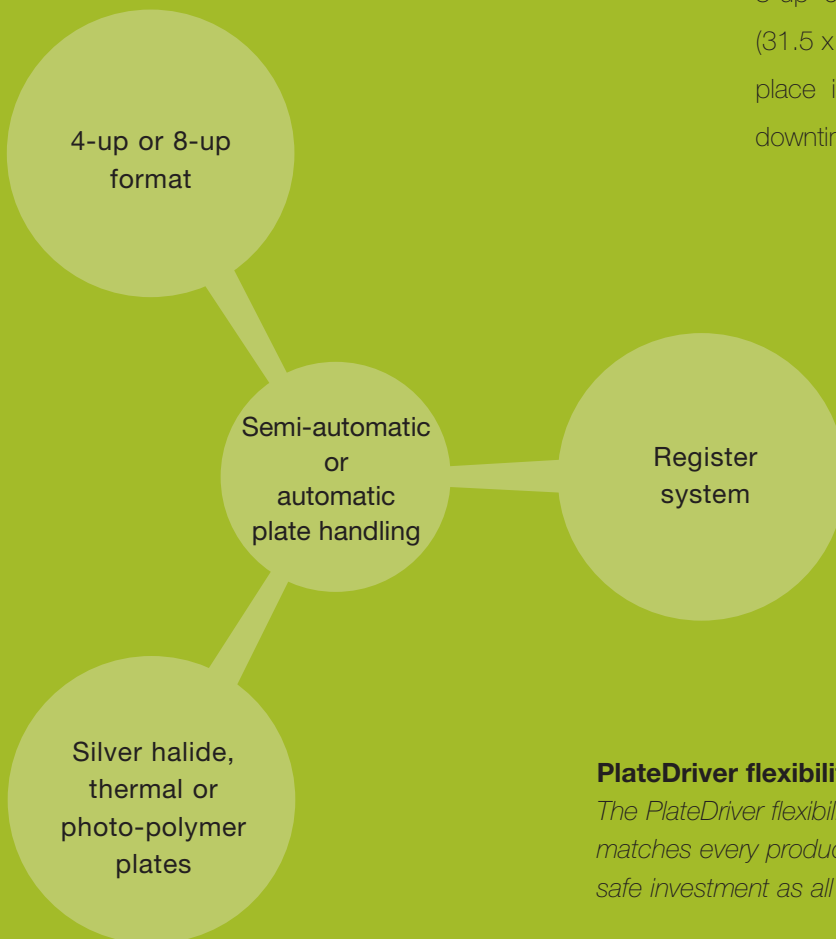 (31.5 x
place
4-up or 8-up
format
Semi-automatic
or
automatic
plate handling
Register
system
Silver halide,
thermal or
photo-polymer
plates
PlateDriver
The PlateDriver
matches every
safe investment as all